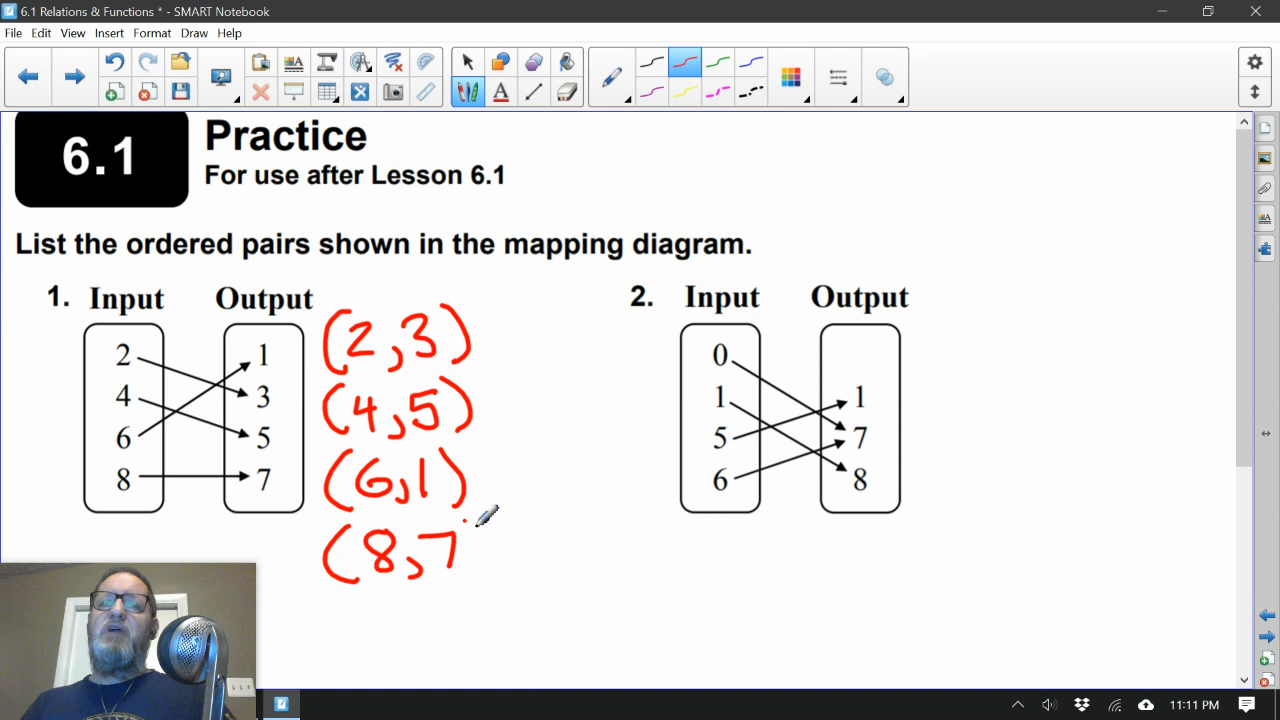 6.1 Relations & Functions * - SMART Notebook
File Edit View Insert Format Draw Help
6.1
Practice
For use after Lesson 6.1
List the ordered pairs shown in the mapping diagram.
1. Input Output
2 1
4 3
6 5
8 7
(2,3)
(4,5)
(6,1)
(8,7
2. Input Output
0
1 1
5 7
6 8
11:11 PM